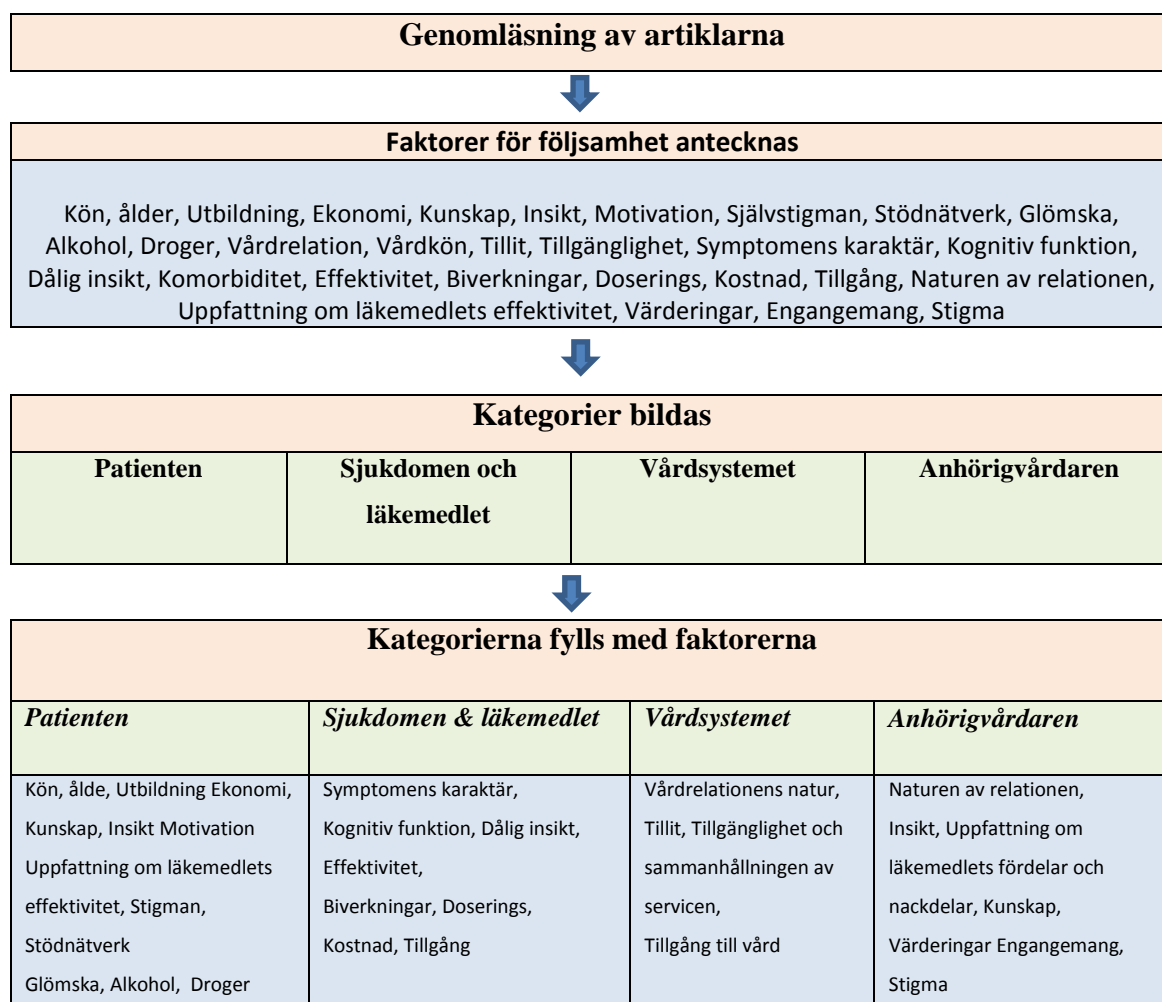 Genomläsning av artiklarna
Faktorer för följsamhet antecknas
Kön, ålder, Utbildning, Ekonomi, Kunskap, Insikt, Motivation, Självstigman, Stödnätverk, Glömska,
Alkohol, Droger, Vårdrelation, Vårdkön, Tillit, Tillgänglighet, Symptomens karaktär, Kognitiv funktion,
Dålig insikt, Komorbiditet, Effektivitet, Biverkningar, Doserings, Kostnad, Tillgång, Naturen av relationen,
Uppfattning om läkemedlets effektivitet, Värderingar, Engangemang, Stigma
Kategorier bildas
Patienten
Sjukdomen och
läkemedlet
Vårdsystemet
Anhörigvårdaren
Kategorierna fylls med faktorerna
Patienten
Sjukdomen & läkemedlet
Vårdsystemet
Anhörigvårdaren
Kön, ålde, Utbildning Ekonomi,
Kunskap, Insikt Motivation
Uppfattning om läkemedlets
effektivitet, Stigman,
Stödnätverk
Glömska, Alkohol, Droger
Symptomens karaktär,
Kognitiv funktion, Dålig insikt,
Effektivitet,
Biverkningar, Doserings,
Kostnad, Tillgång
Vårdrelationens natur,
Tillit, Tillgänglighet och
sammanhållningen av
servicen,
Tillgång till vård
Naturen av relationen,
Insikt, Uppfattning om
läkemedlets fördelar och
nackdelar, Kunskap,
Värderingar Engangemang,
Stigma